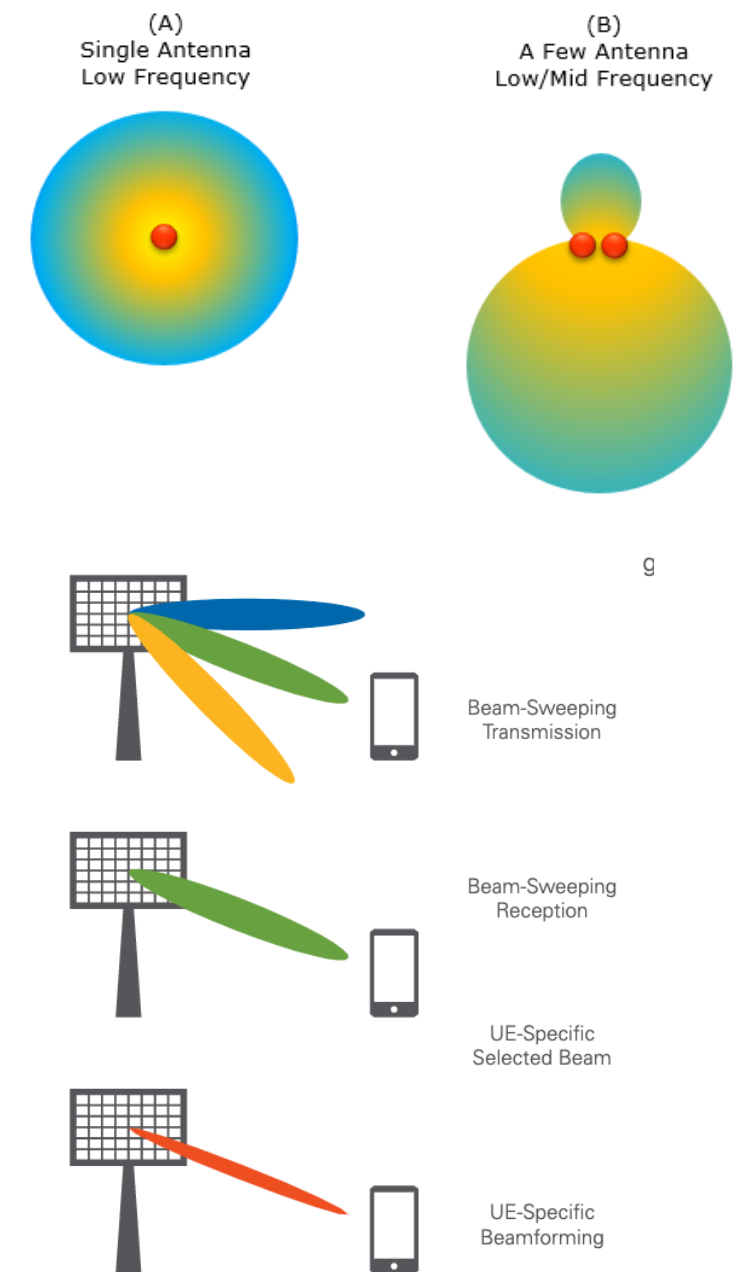 (A)
Single Antenna
Low Frequency
(B)
A Few Antenna
Low/Mid Frequency
g
Beam-Sweeping
Transmission
Beam-Sweeping
Reception
UE-Specific
Selected Beam
UE-Specific
Beamforming